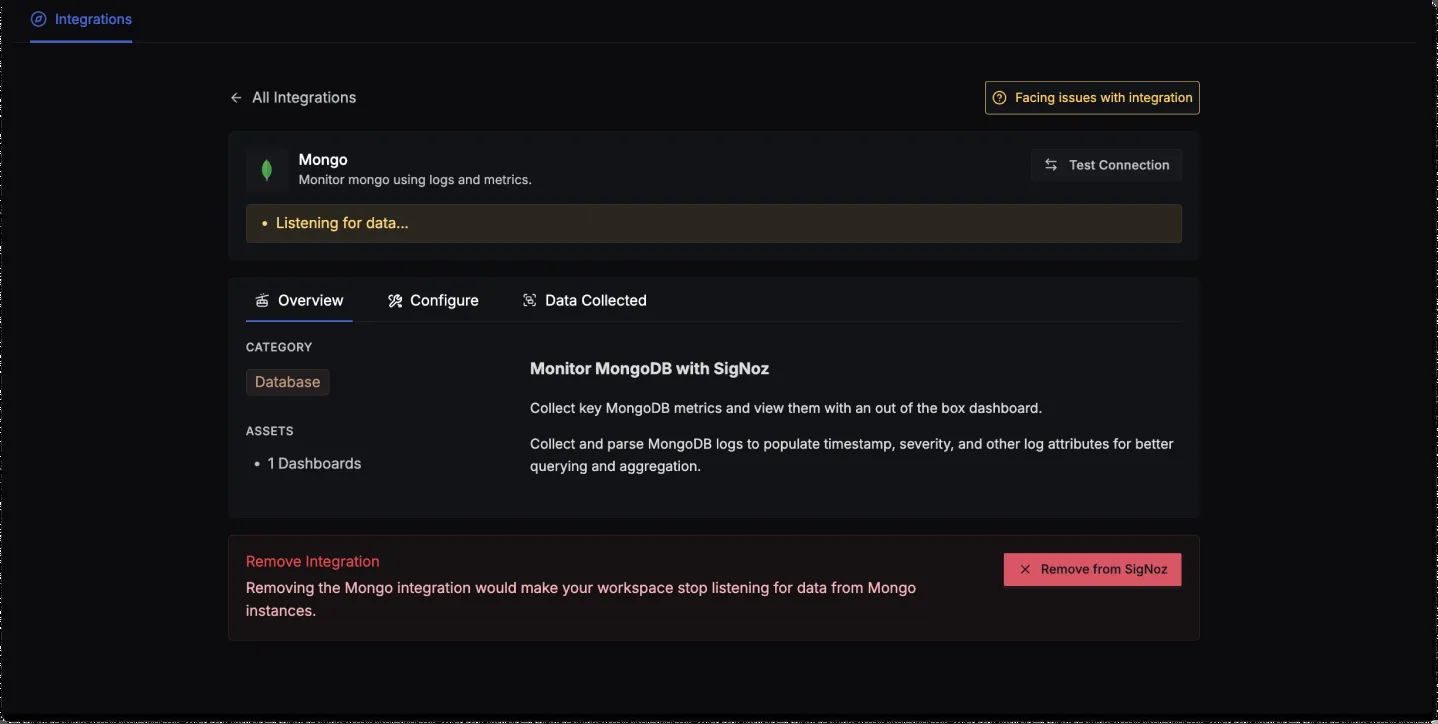 Integrations
All Integrations
Facing issues with integration
Mongo
Monitor mongo using logs and metrics.
Test Connection
• Listening for data...
Overview
Configure
Data Collected
CATEGORY
Database
ASSETS
• 1 Dashboards
Monitor MongoDB with SigNoz
Collect key MongoDB metrics and view them with an out of the box dashboard.
Collect and parse MongoDB logs to populate timestamp, severity, and other log attributes for better
querying and aggregation.
Remove Integration
Removing the Mongo integration would make your workspace stop listening for data from Mongo
instances.
Remove from SigNoz